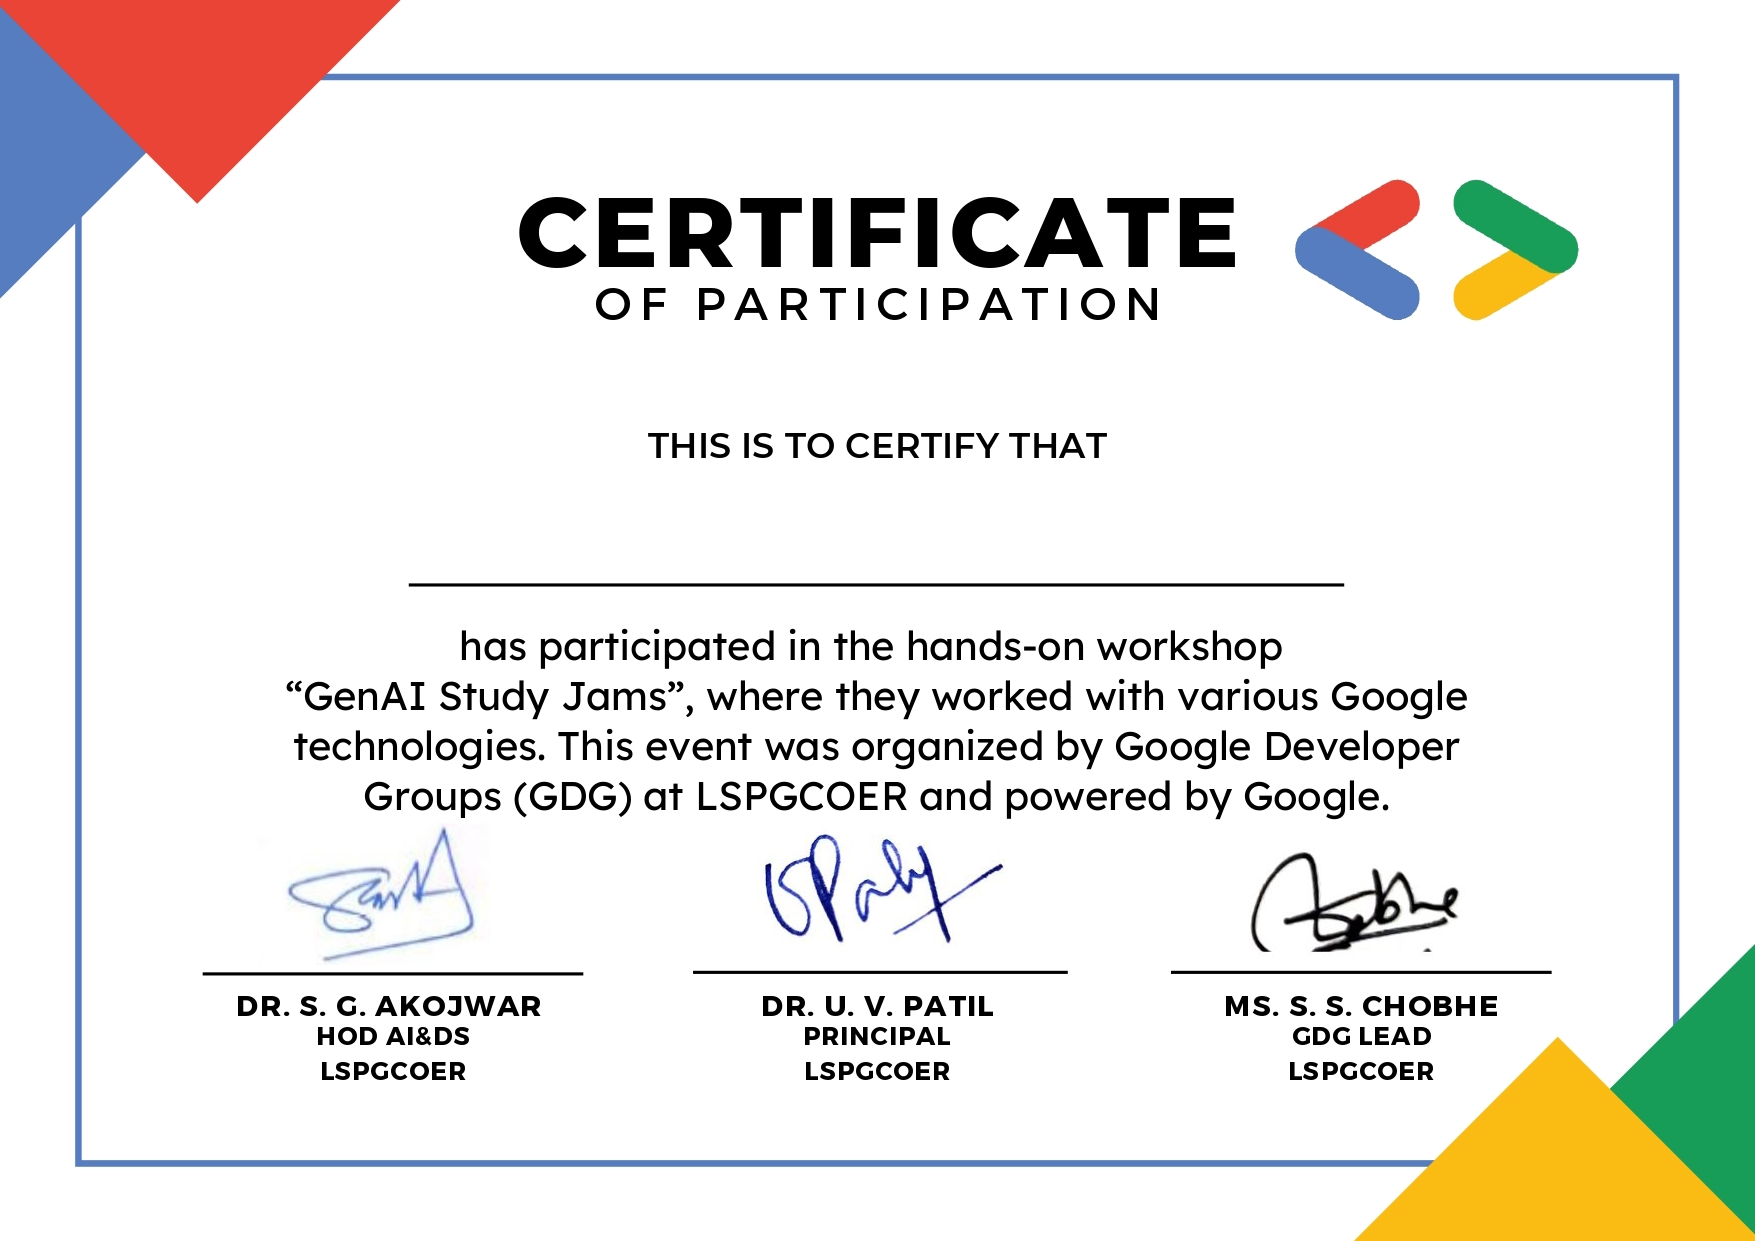 CERTIFICATE
OF PARTICIPATION
THIS IS TO CERTIFY THAT
has participated in the hands-on workshop
“GenAI Study Jams”, where they worked with various Google
technologies. This event was organized by Google Developer
Groups (GDG) at LSPGCOER and powered by Google.
DR. S. G. AKOJWAR
HOD AI&DS
LSPGCOER
DR. U. V. PATIL
PRINCIPAL
LSPGCOER
MS. S. S. CHOBHE
GDG LEAD
LSPGCOER